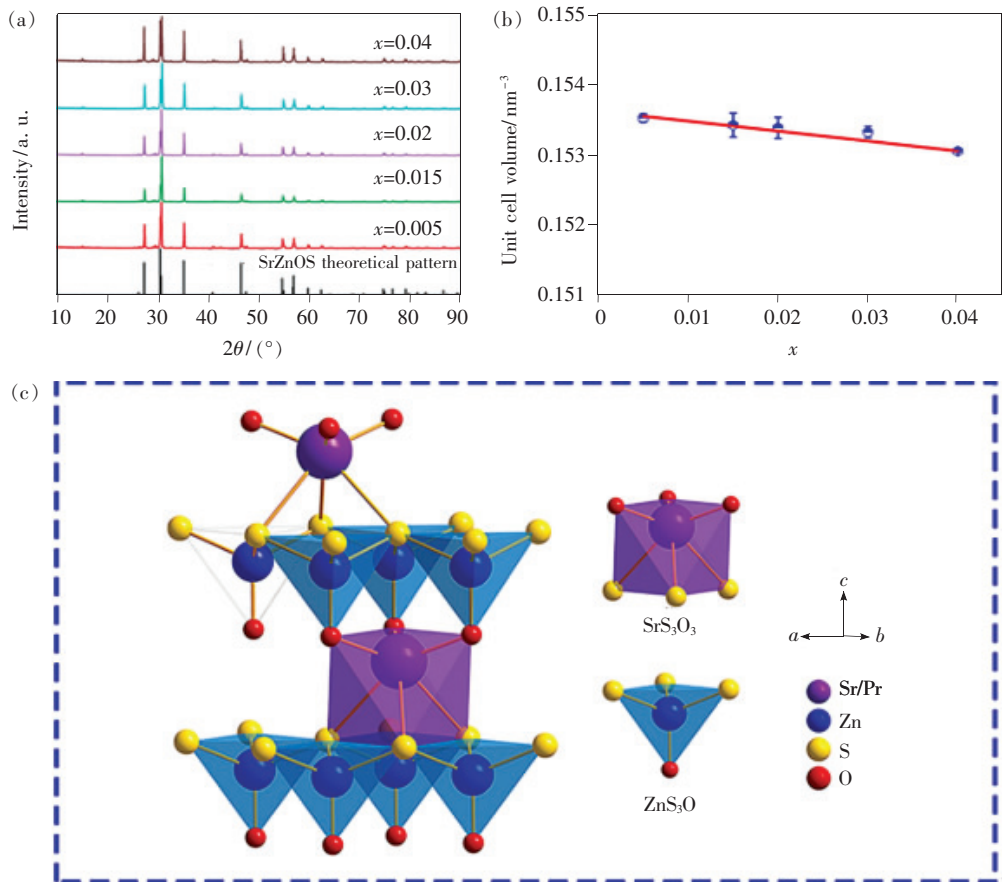 (a)
Intensity/a. u.
x=0.04
x=0.03
x=0.02
x=0.015
x=0.005
SrZnOS theoretical pattern
10 20 30 40 50 60 70 80 90
2θ/(°)
(b)
Unit cell volume/nm⁻³
0.155
0.154
0.153
0.152
0.151
0 0.01 0.02 0.03 0.04
x
(c)
SrS₃O₃
ZnS₃O
c
a b
Sr/Pr
Zn
S
O